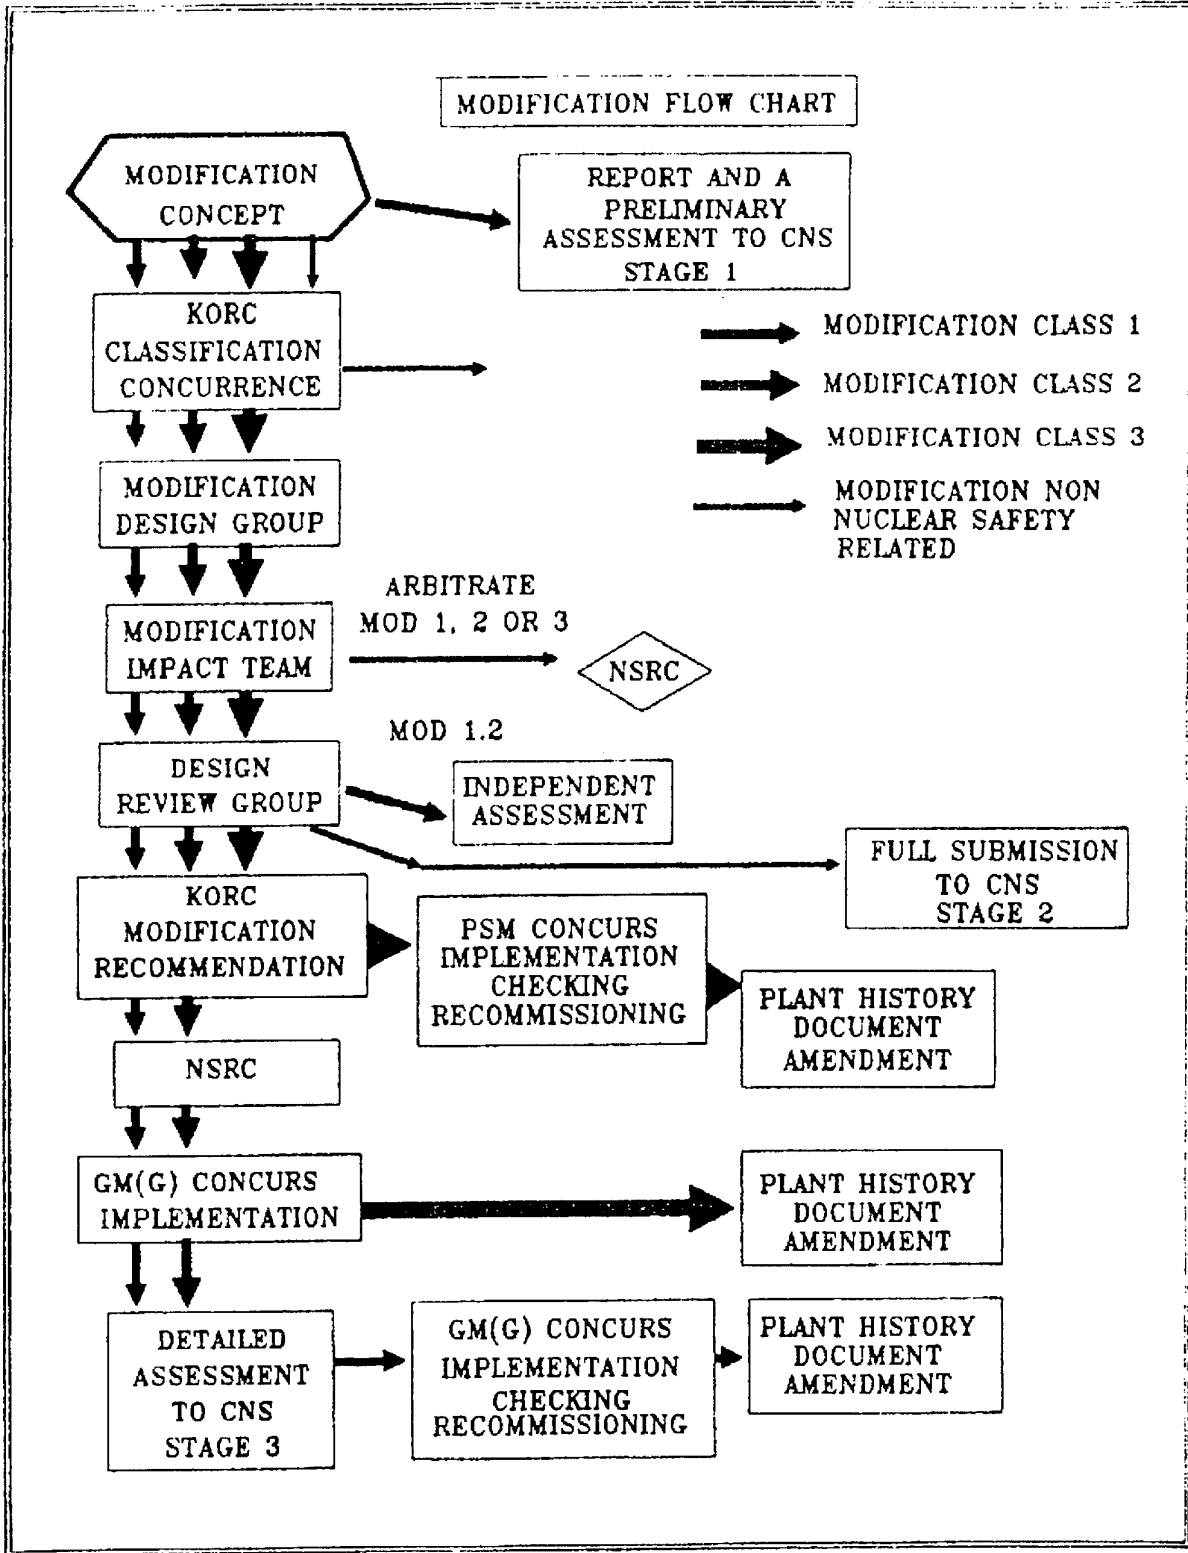 MODIFICATION FLOW CHART
MODIFICATION
CONCEPT
REPORT AND A
PRELIMINARY
ASSESSMENT TO CNS
STAGE 1
KORC
CLASSIFICATION
CONCURRENCE
MODIFICATION CLASS 1
MODIFICATION CLASS 2
MODIFICATION CLASS 3
MODIFICATION NON
NUCLEAR SAFETY
RELATED
MODIFICATION
DESIGN GROUP
MODIFICATION
IMPACT TEAM
ARBITRATE
MOD 1, 2 OR 3
NSRC
MOD 1.2
DESIGN
REVIEW GROUP
INDEPENDENT
ASSESSMENT
FULL SUBMISSION
TO CNS
STAGE 2
KORC
MODIFICATION
RECOMMENDATION
PSM CONCURS
IMPLEMENTATION
CHECKING
RECOMMISSIONING
PLANT HISTORY
DOCUMENT
AMENDMENT
NSRC
GM(G) CONCURS
IMPLEMENTATION
PLANT HISTORY
DOCUMENT
AMENDMENT
DETAILED
ASSESSMENT
TO CNS
STAGE 3
GM(G) CONCURS
IMPLEMENTATION
CHECKING
RECOMMISSIONING
PLANT HISTORY
DOCUMENT
AMENDMENT